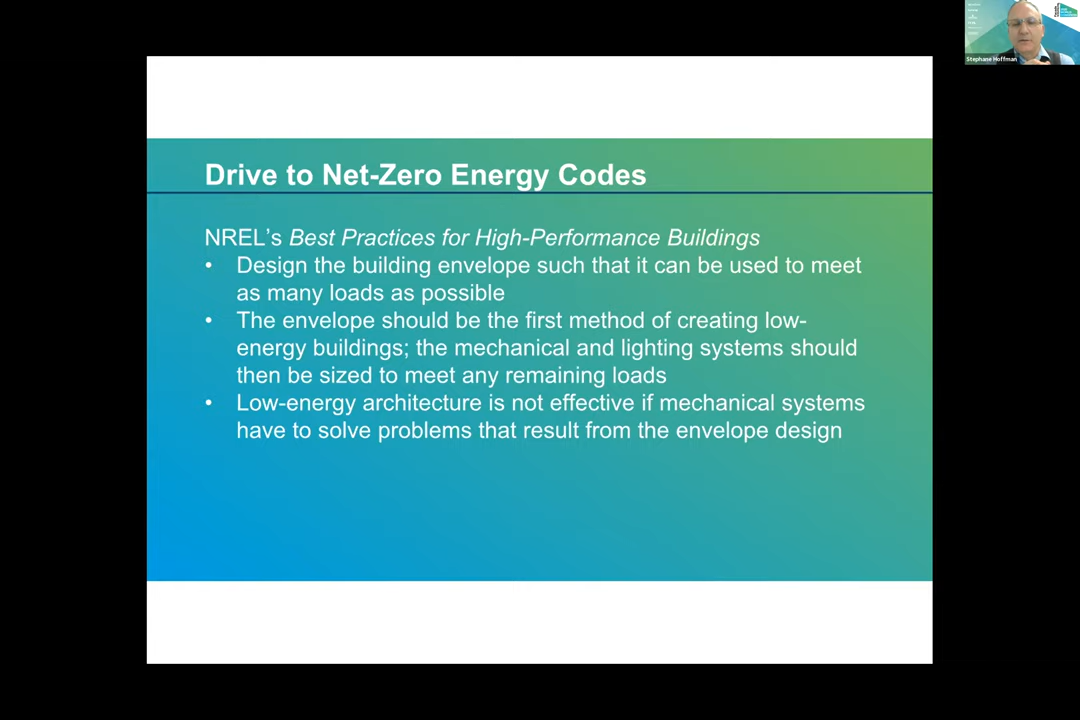 Stephane Hoffman
Drive to Net-Zero Energy Codes
NREL's Best Practices for High-Performance Buildings
• Design the building envelope such that it can be used to meet
as many loads as possible
• The envelope should be the first method of creating low-
energy buildings; the mechanical and lighting systems should
then be sized to meet any remaining loads
• Low-energy architecture is not effective if mechanical systems
have to solve problems that result from the envelope design